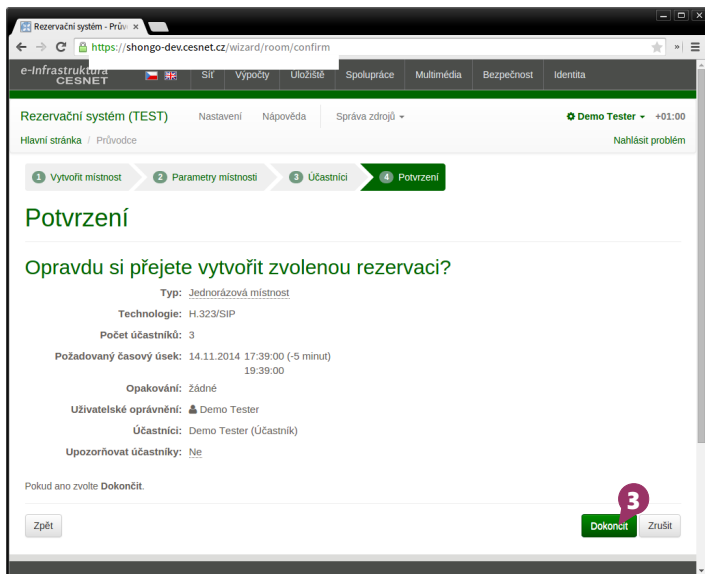 Rezervační systém - Prův
https://shongo-dev.cesnet.cz/wizard/room/confirm
e-Infrastruktura
CESNET
Síť Výpočty Úložiště Spolupráce Multimédia Bezpečnost Identita
Rezervační systém (TEST) Nastavení Nápověda Správa zdrojů Demo Tester +01:00
Hlavní stránka / Průvodce Nahlásit problém
1 Vytvořit místnost 2 Parametry místnosti 3 Účastníci 4 Potvrzení
Potvrzení
Opravdu si přejete vytvořit zvolenou rezervaci?
Typ: Jednorázová místnost
Technologie: H.323/SIP
Počet účastníků: 3
Požadovaný časový úsek: 14.11.2014 17:39:00 (-5 minut)
19:39:00
Opakování: žádné
Uživatelské oprávnění: Demo Tester
Účastníci: Demo Tester (Účastník)
Upozorňovat účastníky: Ne
Pokud ano zvolte Dokončit.
3
Zpět Dokončit Zrušit